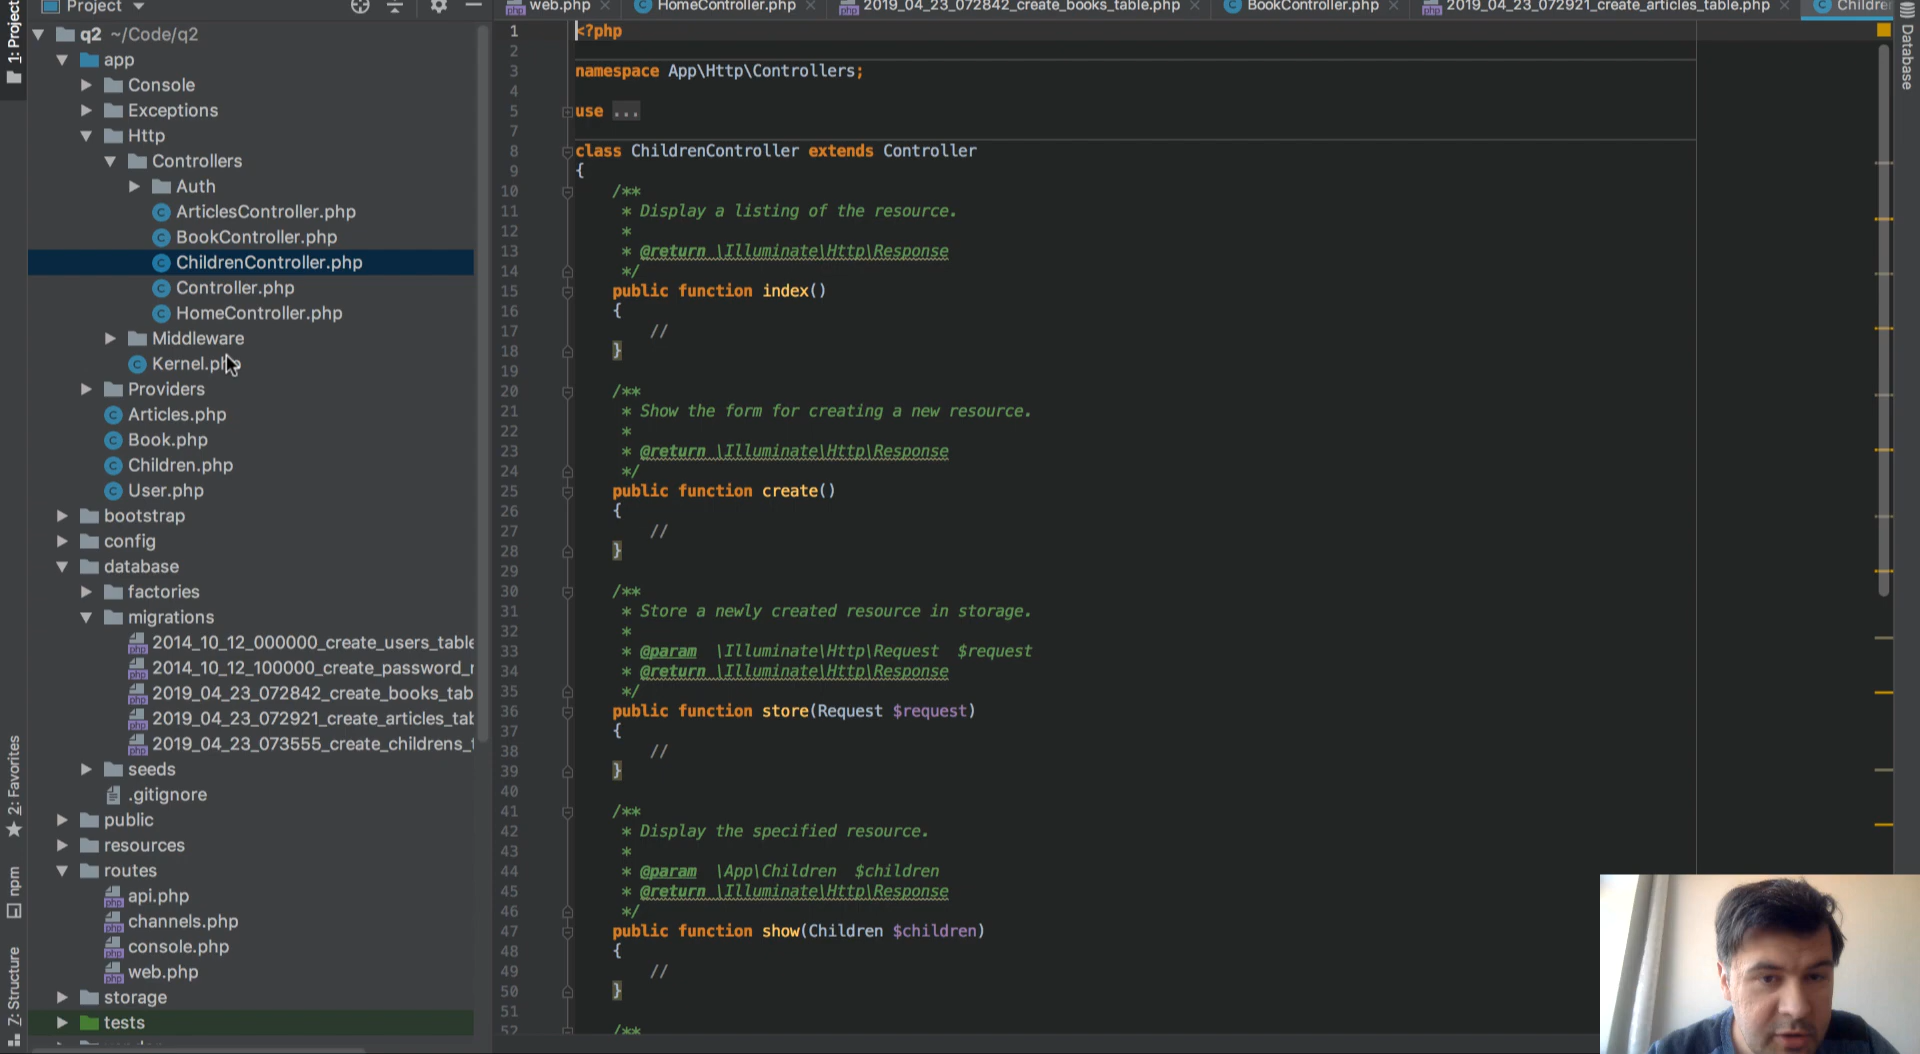 Project
web.php
HomeController.php
2019_04_23_072842_create_books_table.php
BookController.php
2019_04_23_072921_create_articles_table.php
1: Project
q2 ~/Code/q2
app
Console
Exceptions
Http
Controllers
Auth
ArticlesController.php
BookController.php
ChildrenController.php
Controller.php
HomeController.php
Middleware
Providers
Articles.php
Book.php
Children.php
User.php
bootstrap
config
database
factories
migrations
2014_10_12_000000_create_users_table
2014_10_12_100000_create_password_
2019_04_23_072842_create_books_tab
2019_04_23_072921_create_articles_
2019_04_23_073555_create_childrens_
seeds
.gitignore
public
resources
routes
api.php
channels.php
console.php
web.php
storage
tests
2: Favorites
npm
Z: Structure
Database
1 <?php
2
3 namespace App\Http\Controllers;
4
5 use ...
7
8 class ChildrenController extends Controller
9 {
10 /**
11 * Display a listing of the resource.
12 *
13 * @return \Illuminate\Http\Response
14 */
15 public function index()
16 {
17 //
18 }
19
20 /**
21 * Show the form for creating a new resource.
22 *
23 * @return \Illuminate\Http\Response
24 */
25 public function create()
26 {
27 //
28 }
29
30 /**
31 * Store a newly created resource in storage.
32 *
33 * @param \Illuminate\Http\Request $request
34 * @return \Illuminate\Http\Response
35 */
36 public function store(Request $request)
37 {
38 //
39 }
40
41 /**
42 * Display the specified resource.
43 *
44 * @param \App\Children $children
45 * @return \Illuminate\Http\Response
46 */
47 public function show(Children $children)
48 {
49 //
50 }
51
52 /**